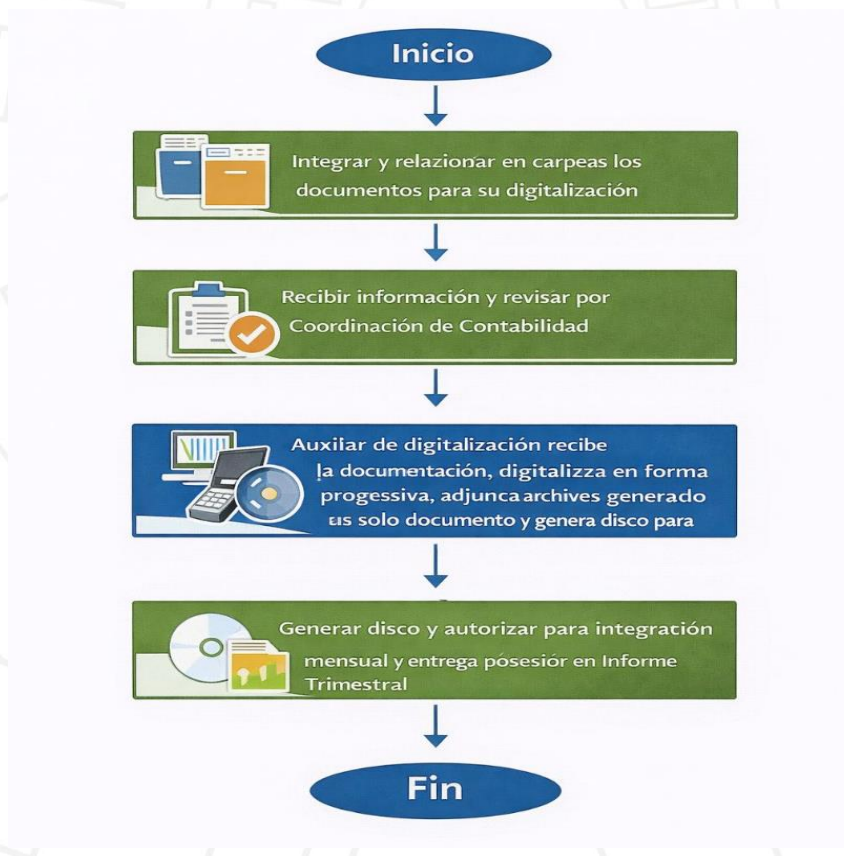 Inicio
Integrar y relazionar en carpeas los
documentos para su digitalización
Recibir información y revisar por
Coordinación de Contabilidad
Auxilar de digitalización recibe
la documentación, digitalizza en forma
progessiva, adjunca archives generado
us solo documento y genera disco para
Generar disco y autorizar para integración
mensual y entrega pósesiór en Informe
Trimestral
Fin